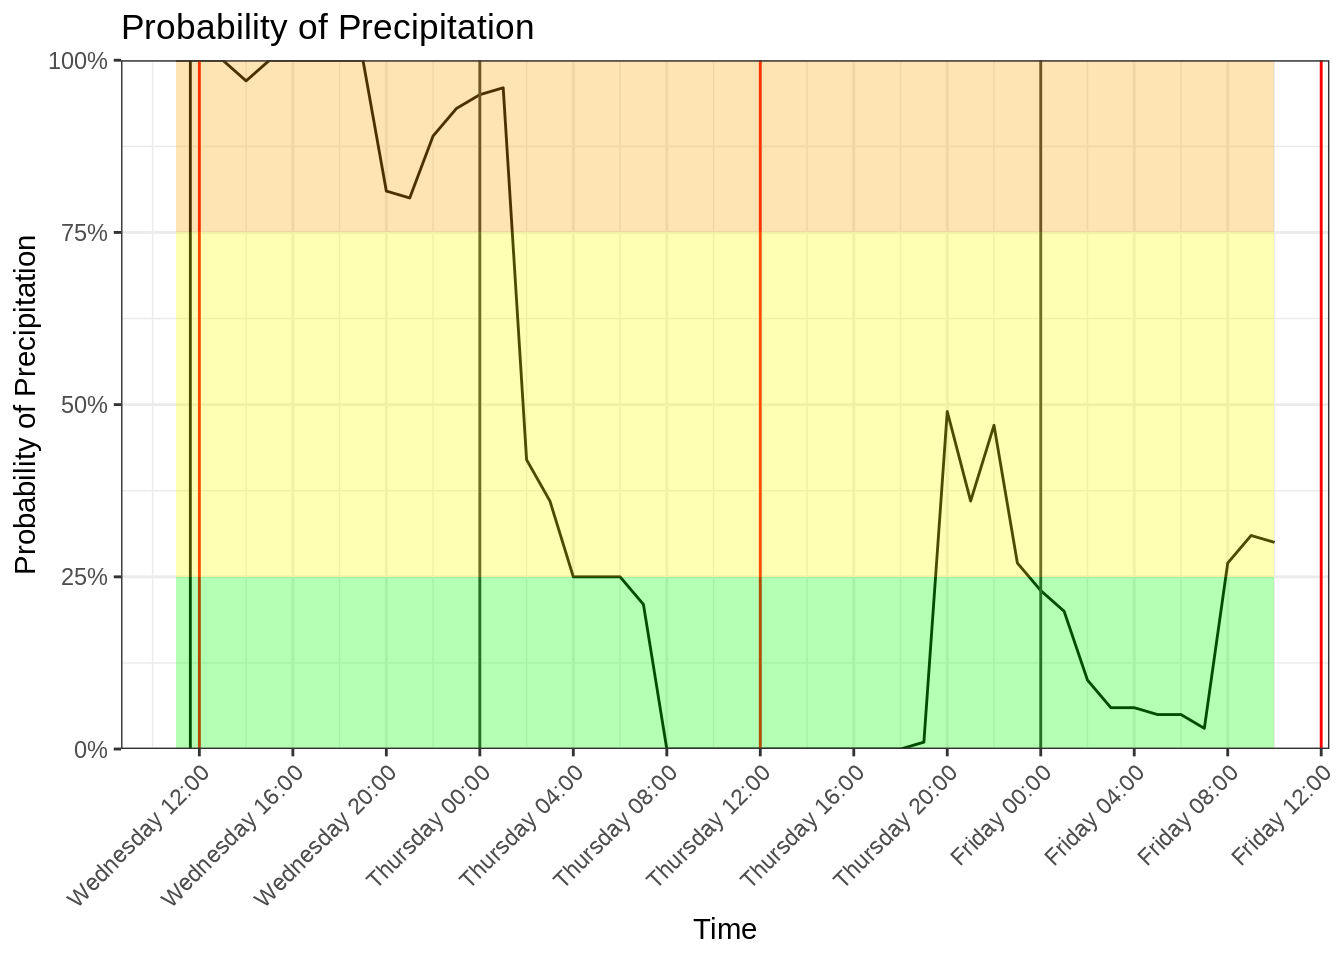 Probability of Precipitation
Probability of Precipitation
100%
75%
50%
25%
0%
Wednesday 12:00
Wednesday 16:00
Wednesday 20:00
Thursday 00:00
Thursday 04:00
Thursday 08:00
Thursday 12:00
Thursday 16:00
Thursday 20:00
Friday 00:00
Friday 04:00
Friday 08:00
Friday 12:00
Time